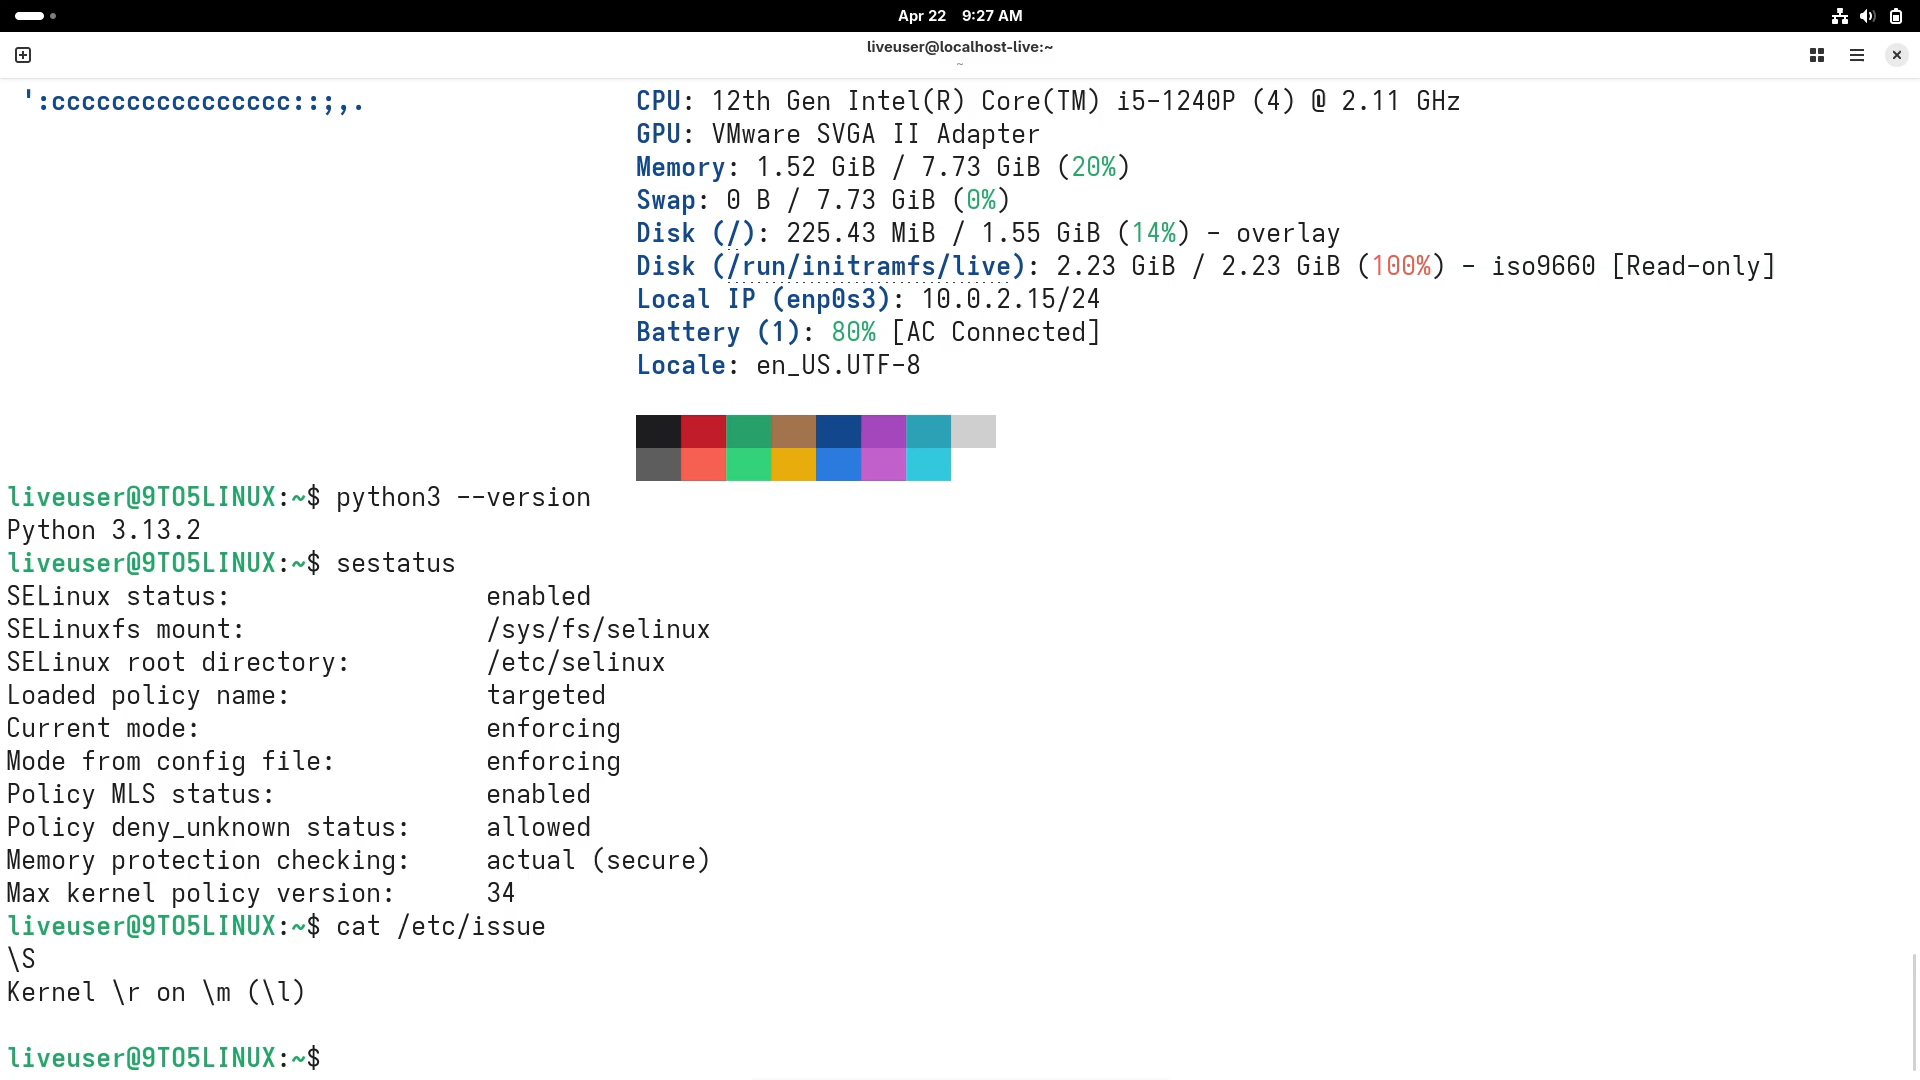 Apr 22 9:27 AM
liveuser@localhost-live:~
~
':ccccccccccccccccc::;,. CPU: 12th Gen Intel(R) Core(TM) i5-1240P (4) @ 2.11 GHz
GPU: VMware SVGA II Adapter
Memory: 1.52 GiB / 7.73 GiB (20%)
Swap: 0 B / 7.73 GiB (0%)
Disk (/): 225.43 MiB / 1.55 GiB (14%) - overlay
Disk (/run/initramfs/live): 2.23 GiB / 2.23 GiB (100%) - iso9660 [Read-only]
Local IP (enp0s3): 10.0.2.15/24
Battery (1): 80% [AC Connected]
Locale: en_US.UTF-8
liveuser@9TO5LINUX:~$ python3 --version
Python 3.13.2
liveuser@9TO5LINUX:~$ sestatus
SELinux status: enabled
SELinuxfs mount: /sys/fs/selinux
SELinux root directory: /etc/selinux
Loaded policy name: targeted
Current mode: enforcing
Mode from config file: enforcing
Policy MLS status: enabled
Policy deny_unknown status: allowed
Memory protection checking: actual (secure)
Max kernel policy version: 34
liveuser@9TO5LINUX:~$ cat /etc/issue
\S
Kernel \r on \m (\l)
liveuser@9TO5LINUX:~$